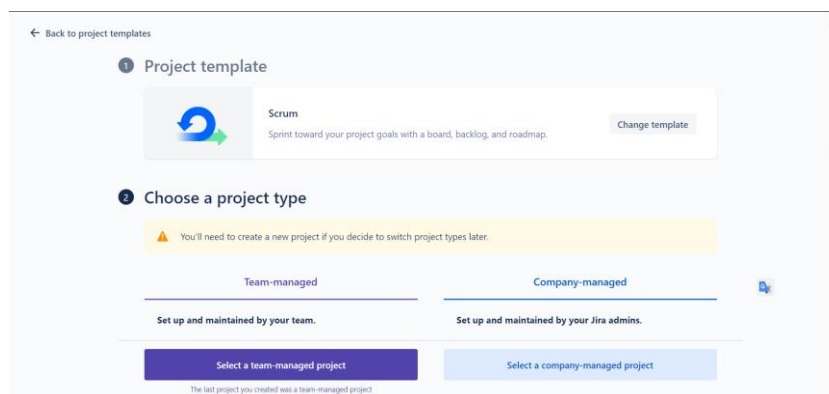 ← Back to project templates
1 Project template
Scrum
Sprint toward your project goals with a board, backlog, and roadmap.
Change template
2 Choose a project type
You'll need to create a new project if you decide to switch project types later.
Team-managed
Company-managed
Set up and maintained by your team.
Set up and maintained by your Jira admins.
Select a team-managed project
Select a company-managed project
The last project you created was a team-managed project